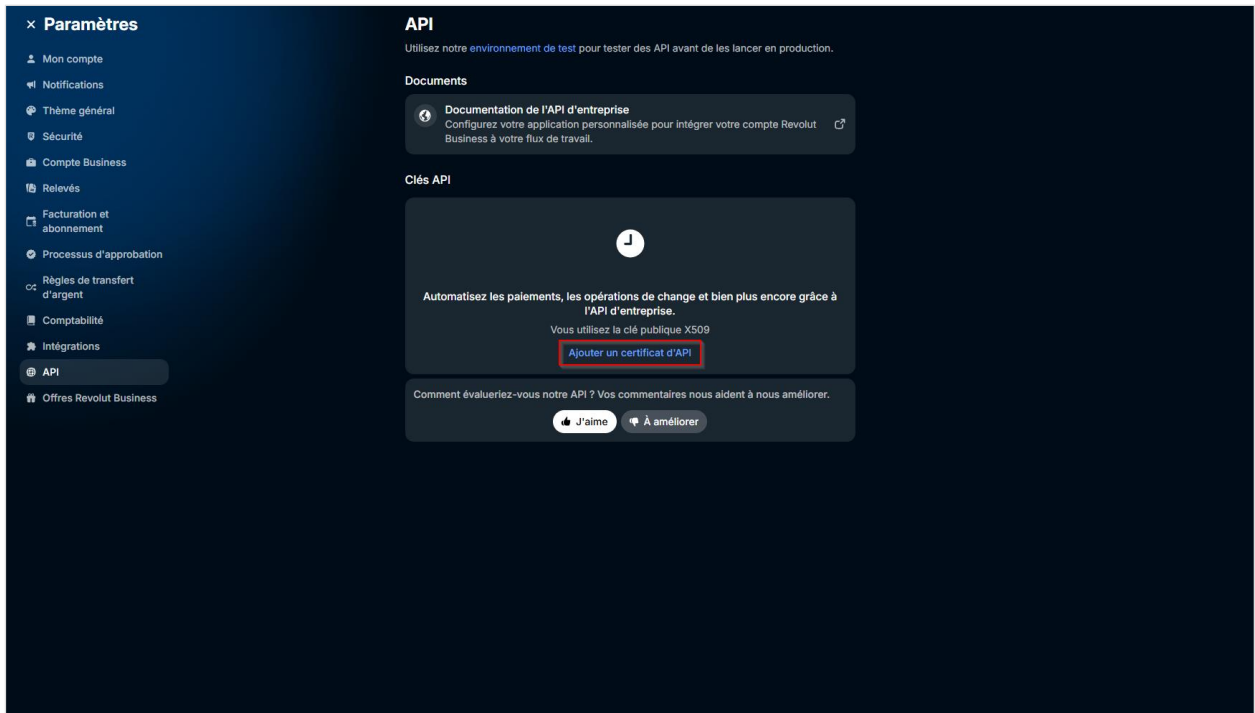 × Paramètres
Mon compte
Notifications
Thème général
Sécurité
Compte Business
Relevés
Facturation et
abonnement
Processus d'approbation
Règles de transfert
d'argent
Comptabilité
Intégrations
API
Offres Revolut Business
API
Utilisez notre environnement de test pour tester des API avant de les lancer en production.
Documents
Documentation de l'API d'entreprise
Configurez votre application personnalisée pour intégrer votre compte Revolut
Business à votre flux de travail.
Clés API
Automatisez les paiements, les opérations de change et bien plus encore grâce à
l'API d'entreprise.
Vous utilisez la clé publique X509
Ajouter un certificat d'API
Comment évalueriez-vous notre API ? Vos commentaires nous aident à nous améliorer.
J'aime
À améliorer